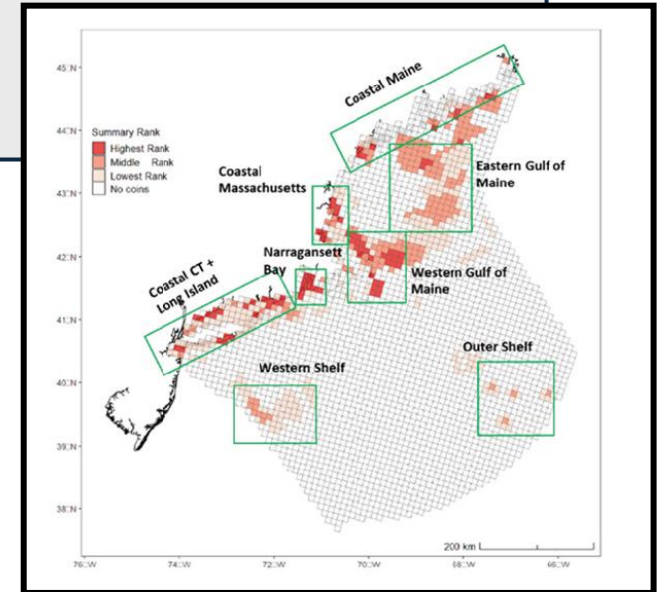 45□N
44□N
43□N
42□N
41□N
40□N
39□N
38□N
Summary Rank
Highest Rank
Middle Rank
Lowest Rank
No coins
Coastal Maine
Eastern Gulf of
Maine
Coastal
Massachusetts
Narragansett
Bay
Western Gulf of
Maine
Coastal CT +
Long Island
Western Shelf
Outer Shelf
200 km
76□W
74□W
72□W
70□W
68□W
66□W